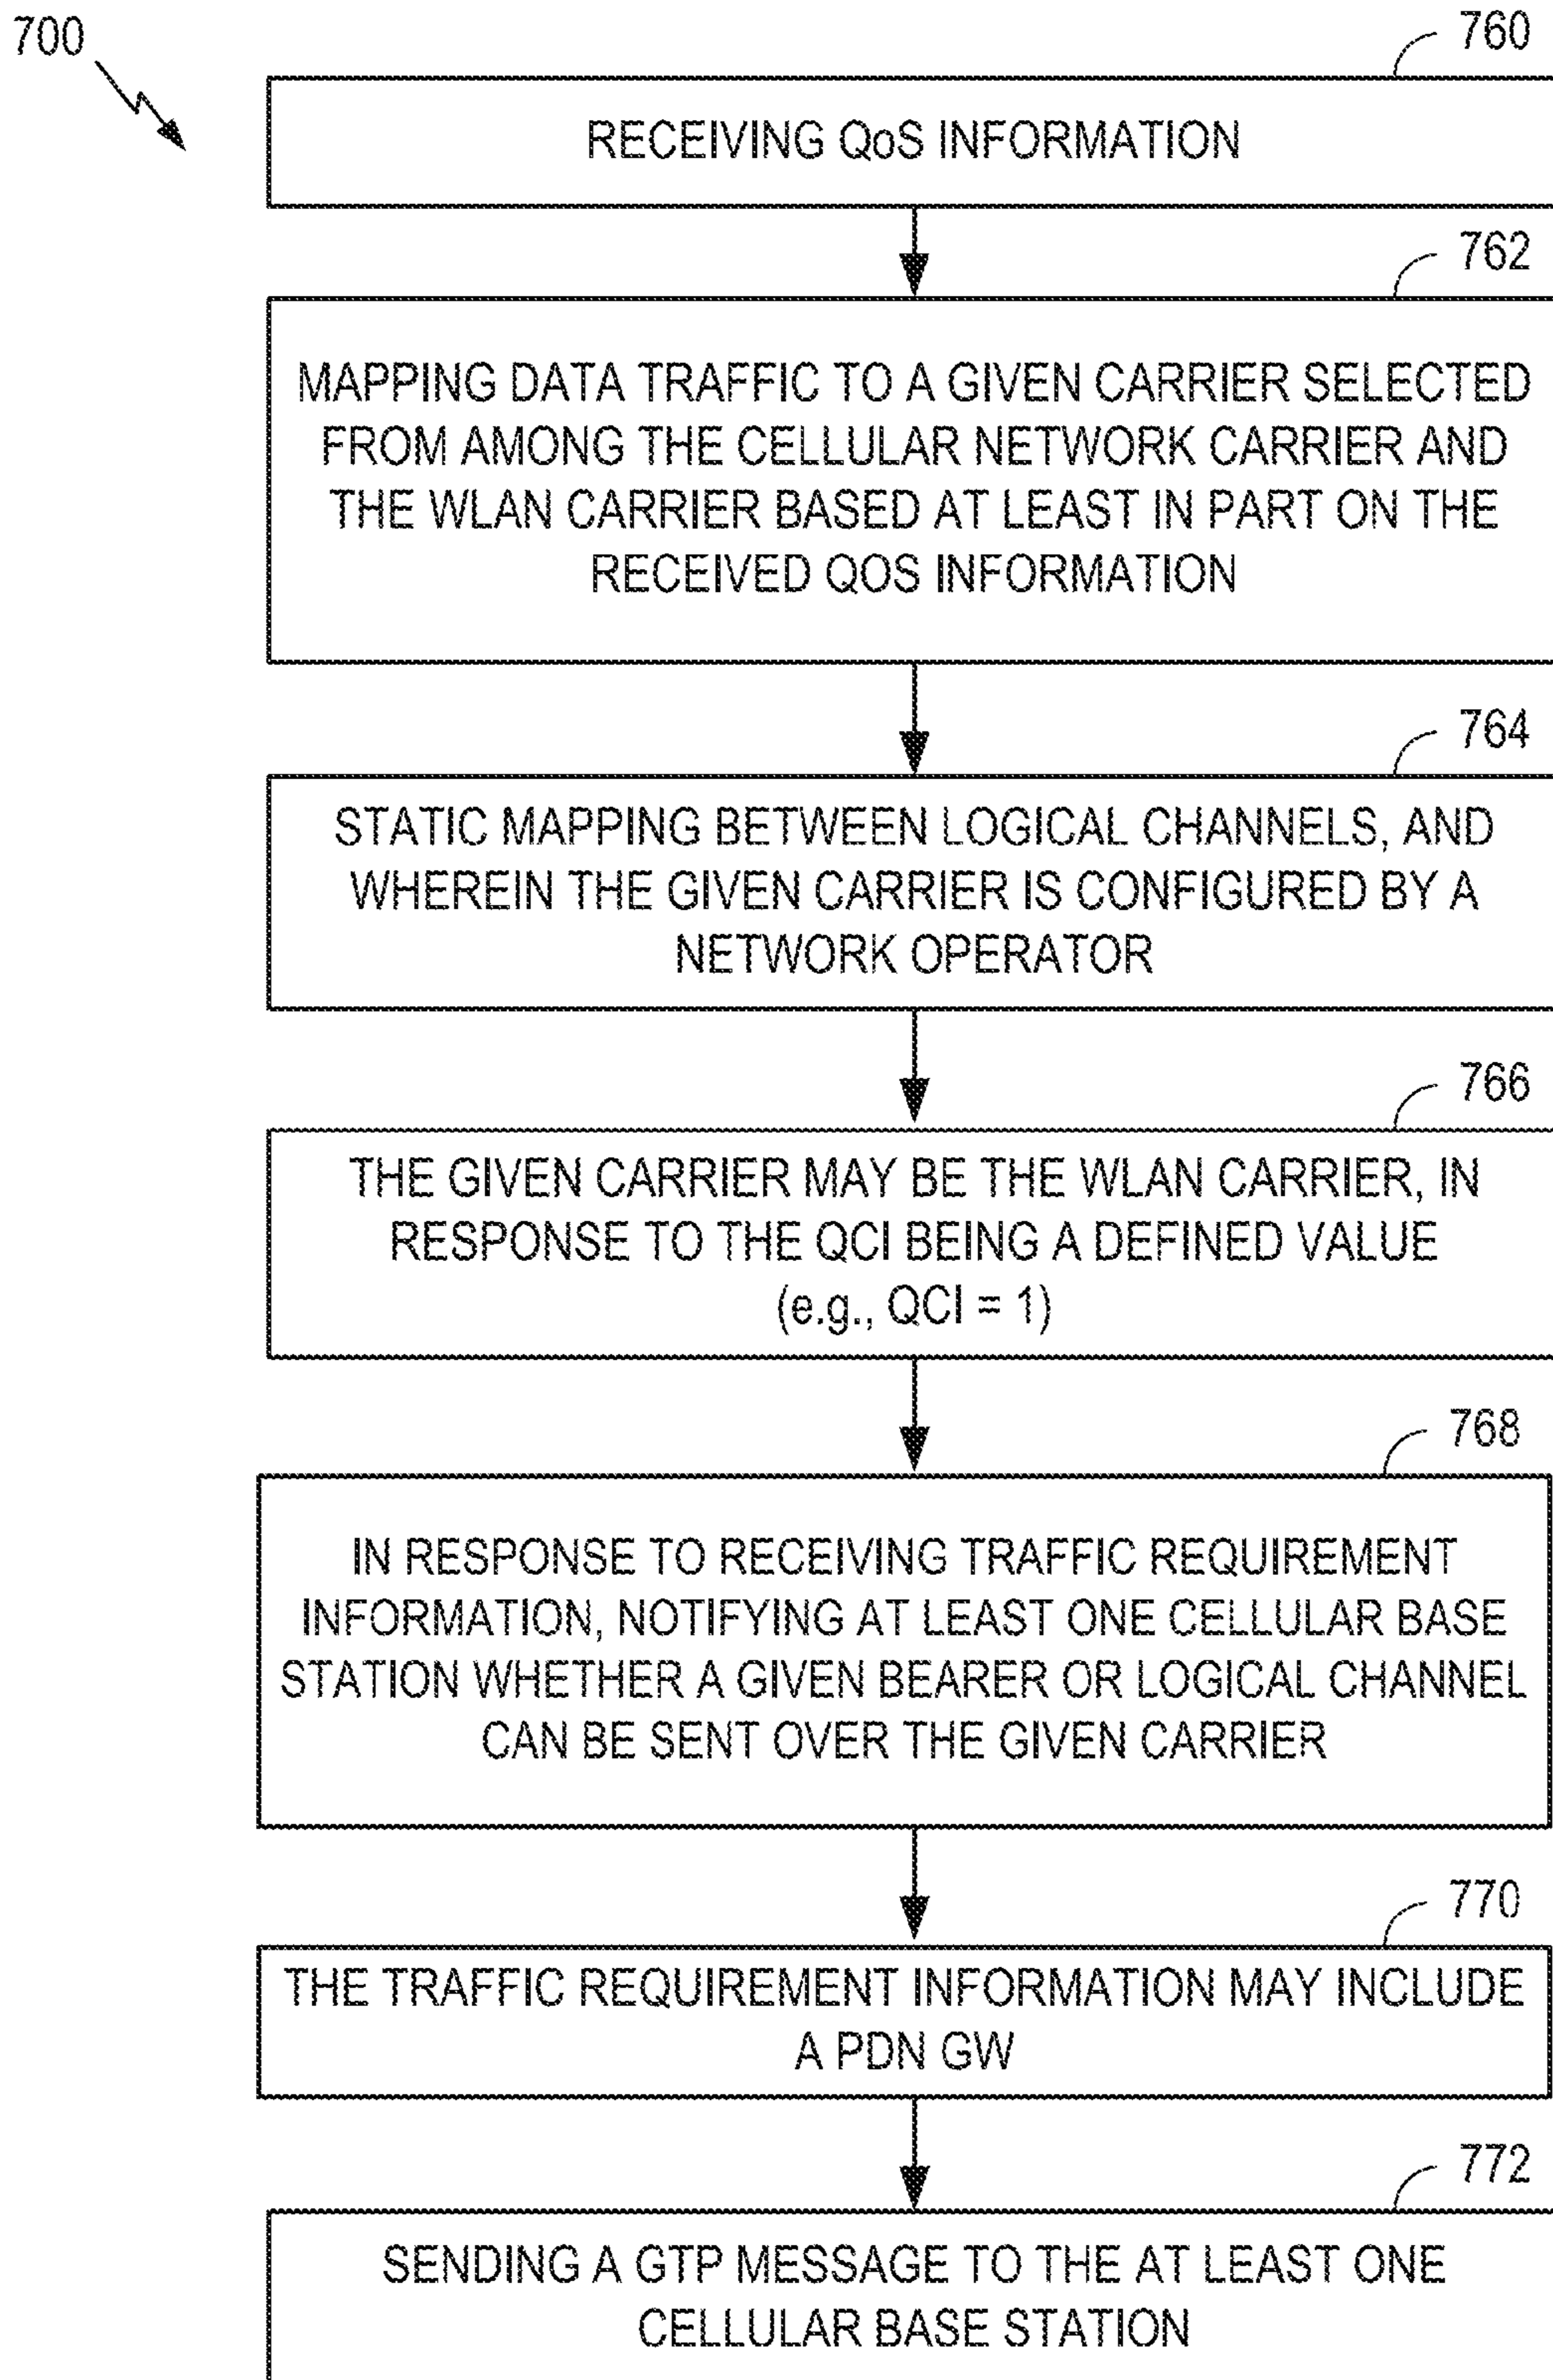 700
760
RECEIVING QoS INFORMATION
762
MAPPING DATA TRAFFIC TO A GIVEN CARRIER SELECTED
FROM AMONG THE CELLULAR NETWORK CARRIER AND
THE WLAN CARRIER BASED AT LEAST IN PART ON THE
RECEIVED QOS INFORMATION
764
STATIC MAPPING BETWEEN LOGICAL CHANNELS, AND
WHEREIN THE GIVEN CARRIER IS CONFIGURED BY A
NETWORK OPERATOR
766
THE GIVEN CARRIER MAY BE THE WLAN CARRIER, IN
RESPONSE TO THE QCI BEING A DEFINED VALUE
(e.g., QCI = 1)
768
IN RESPONSE TO RECEIVING TRAFFIC REQUIREMENT
INFORMATION, NOTIFYING AT LEAST ONE CELLULAR BASE
STATION WHETHER A GIVEN BEARER OR LOGICAL CHANNEL
CAN BE SENT OVER THE GIVEN CARRIER
770
THE TRAFFIC REQUIREMENT INFORMATION MAY INCLUDE
A PDN GW
772
SENDING A GTP MESSAGE TO THE AT LEAST ONE
CELLULAR BASE STATION